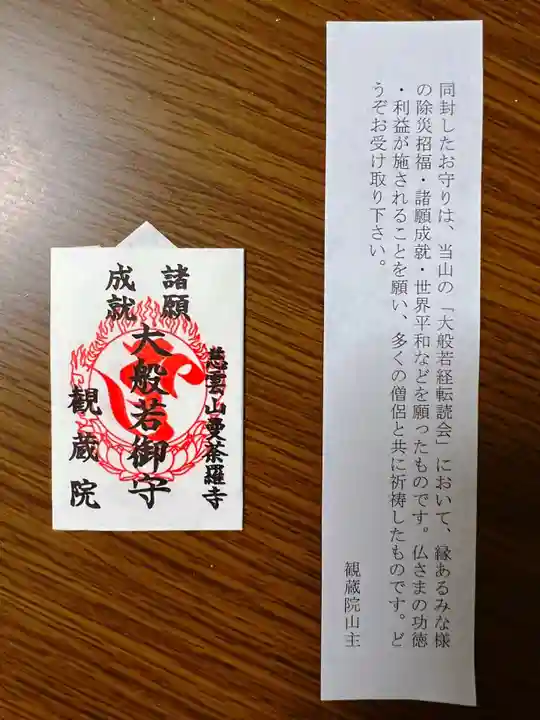 慈雲山曼荼羅寺
諸願
成就
大般若御守
観蔵院
同封したお守りは、当山の「大般若経転読会」において、縁あるみな様
の除災招福・諸願成就・世界平和などを願ったものです。仏さまの功徳
・利益が施されることを願い、多くの僧侶と共に祈祷したものです。ど
うぞお受け取り下さい。
観蔵院山主